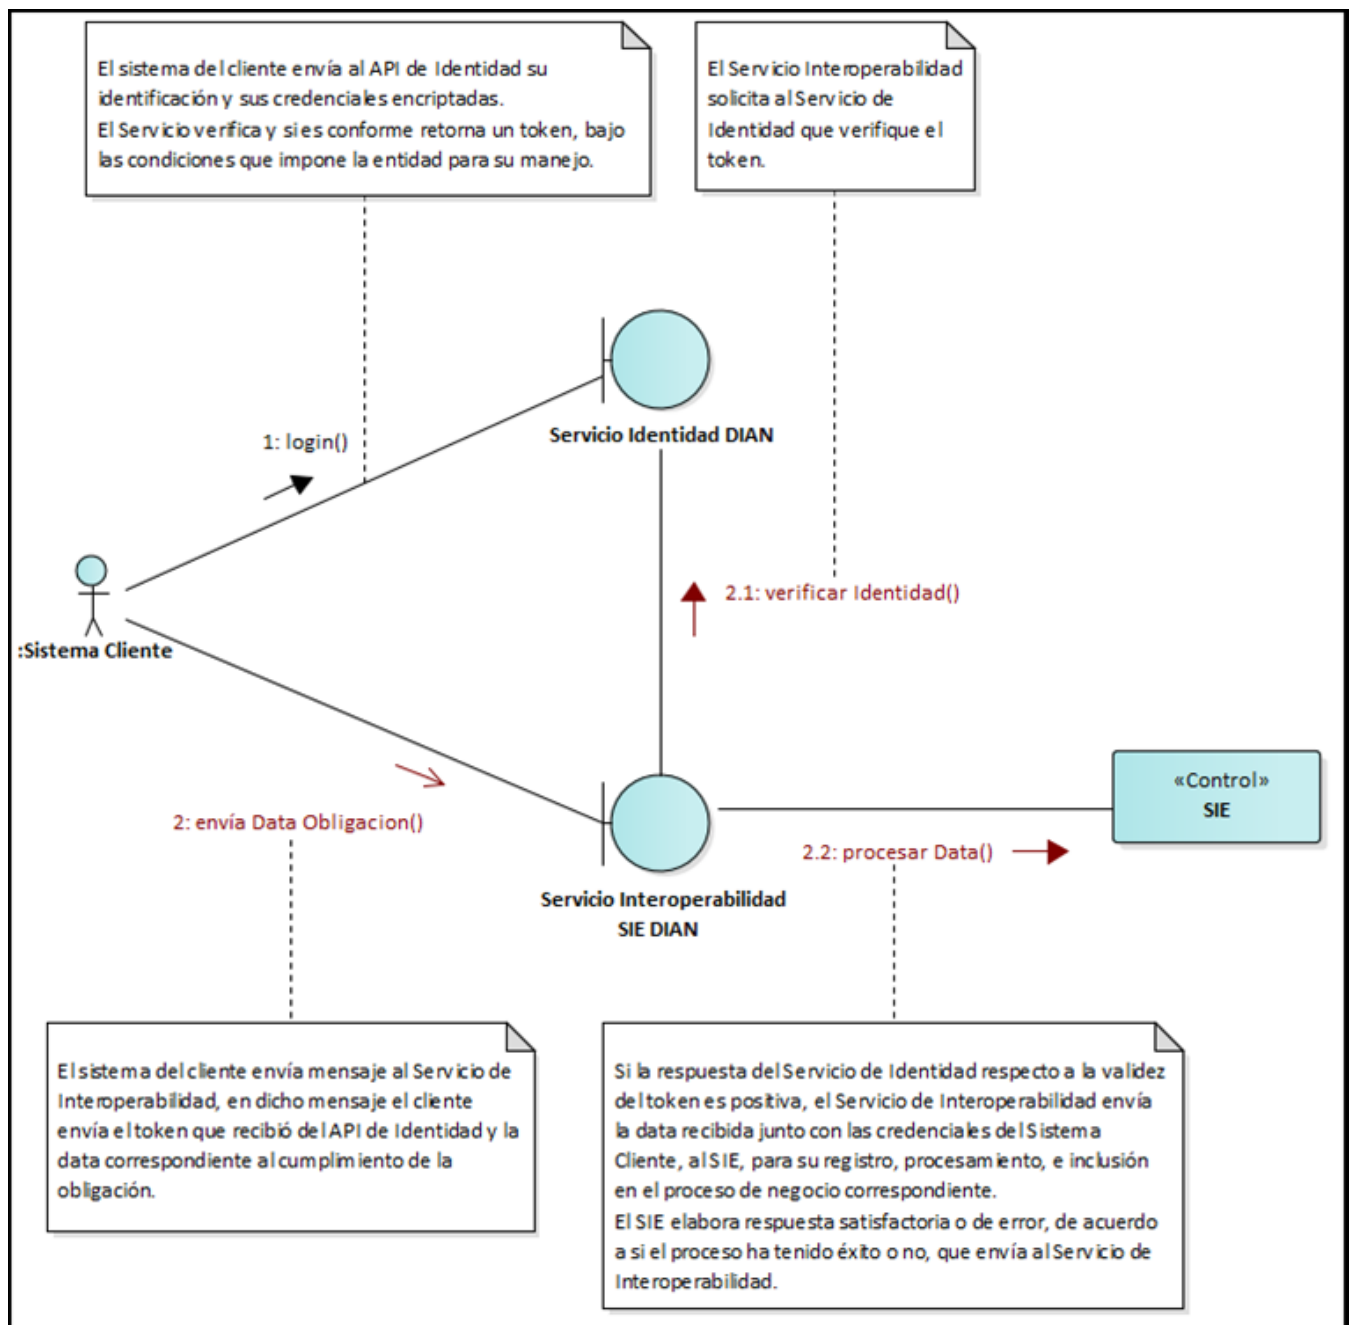 El sistema del cliente envía al API de Identidad su
identificación y sus credenciales encriptadas.
El Servicio verifica y si es conforme retorna un token, bajo
las condiciones que impone la entidad para su manejo.
El Servicio Interoperabilidad
solicita al Servicio de
Identidad que verifique el
token.
Servicio Identidad DIAN
1: login()
2.1: verificar Identidad()
:Sistema Cliente
«Control»
SIE
2: envía Data Obligacion()
2.2: procesar Data()
Servicio Interoperabilidad
SIE DIAN
El sistema del cliente envía mensaje al Servicio de
Interoperabilidad, en dicho mensaje el cliente
envía el token que recibió del API de Identidad y la
data correspondiente al cumplimiento de la
obligación.
Si la respuesta del Servicio de Identidad respecto a la validez
del token es positiva, el Servicio de Interoperabilidad envía
la data recibida junto con las credenciales del Sistema
Cliente, al SIE, para su registro, procesamiento, e inclusión
en el proceso de negocio correspondiente.
El SIE elabora respuesta satisfactoria o de error, de acuerdo
a si el proceso ha tenido éxito o no, que envía al Servicio de
Interoperabilidad.